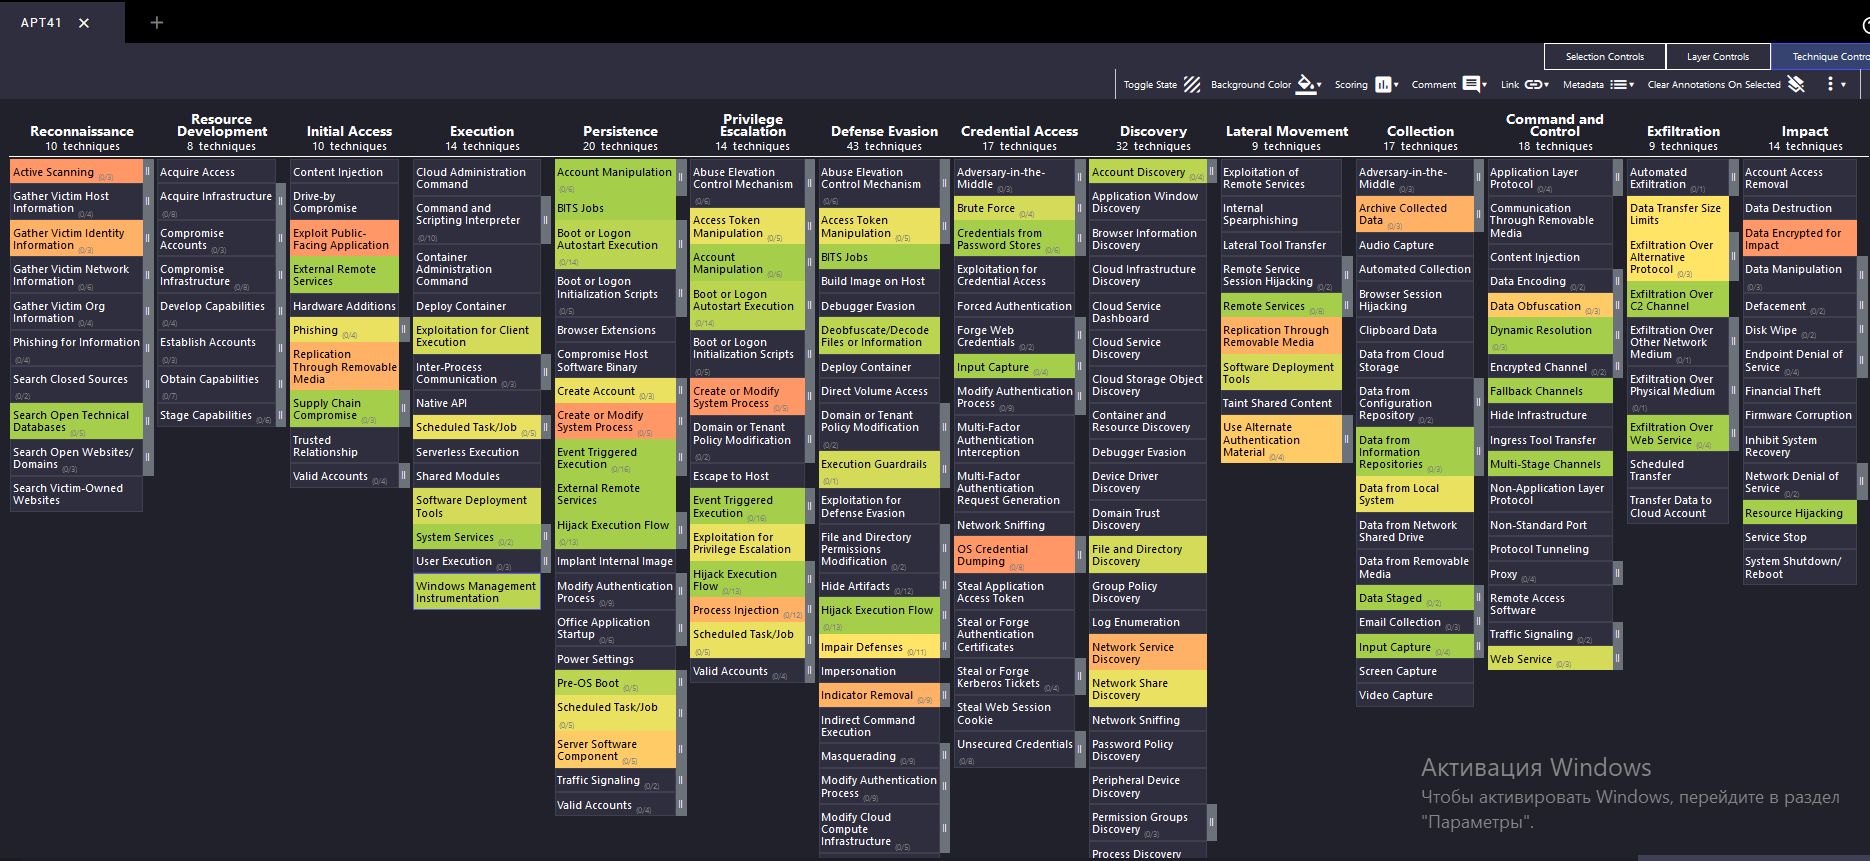 APT41 ✕ +
Selection Controls
Layer Controls
Technique Contro
Toggle State
Background Color
Scoring
Comment
Link
Metadata
Clear Annotations On Selected
Reconnaissance
10 techniques
Active Scanning (0/3)
Gather Victim Host
Information (0/4)
Gather Victim Identity
Information (0/3)
Gather Victim Network
Information (0/6)
Gather Victim Org
Information (0/4)
Phishing for Information
(0/4)
Search Closed Sources
(0/2)
Search Open Technical
Databases (0/5)
Search Open Websites/
Domains (0/3)
Search Victim-Owned
Websites
Resource
Development
8 techniques
Acquire Access
Acquire Infrastructure
(0/8)
Compromise
Accounts (0/3)
Compromise
Infrastructure (0/8)
Develop Capabilities
(0/4)
Establish Accounts
(0/3)
Obtain Capabilities
(0/7)
Stage Capabilities (0/6)
Initial Access
10 techniques
Content Injection
Drive-by
Compromise
Exploit Public-
Facing Application
External Remote
Services
Hardware Additions
Phishing (0/4)
Replication
Through Removable
Media
Supply Chain
Compromise (0/3)
Trusted
Relationship
Valid Accounts (0/4)
Execution
14 techniques
Cloud Administration
Command
Command and
Scripting Interpreter
(0/10)
Container
Administration
Command
Deploy Container
Exploitation for Client
Execution
Inter-Process
Communication (0/3)
Native API
Scheduled Task/Job (0/5)
Serverless Execution
Shared Modules
Software Deployment
Tools
System Services (0/2)
User Execution (0/3)
Windows Management
Instrumentation
Persistence
20 techniques
Account Manipulation
(0/6)
BITS Jobs
Boot or Logon
Autostart Execution
(0/14)
Boot or Logon
Initialization Scripts
(0/5)
Browser Extensions
Compromise Host
Software Binary
Create Account (0/3)
Create or Modify
System Process (0/5)
Event Triggered
Execution (0/16)
External Remote
Services
Hijack Execution Flow
(0/13)
Implant Internal Image
Modify Authentication
Process (0/9)
Office Application
Startup (0/6)
Power Settings
Pre-OS Boot (0/5)
Scheduled Task/Job
(0/5)
Server Software
Component (0/5)
Traffic Signaling (0/2)
Valid Accounts (0/4)
Privilege
Escalation
14 techniques
Abuse Elevation
Control Mechanism
(0/6)
Access Token
Manipulation (0/5)
Account
Manipulation (0/6)
Boot or Logon
Autostart Execution
(0/14)
Boot or Logon
Initialization Scripts
(0/5)
Create or Modify
System Process (0/5)
Domain or Tenant
Policy Modification
(0/2)
Escape to Host
Event Triggered
Execution (0/16)
Exploitation for
Privilege Escalation
Hijack Execution
Flow (0/13)
Process Injection (0/12)
Scheduled Task/Job
(0/5)
Valid Accounts (0/4)
Defense Evasion
43 techniques
Abuse Elevation
Control Mechanism
(0/6)
Access Token
Manipulation (0/5)
BITS Jobs
Build Image on Host
Debugger Evasion
Deobfuscate/Decode
Files or Information
Deploy Container
Direct Volume Access
Domain or Tenant
Policy Modification
(0/2)
Execution Guardrails
(0/1)
Exploitation for
Defense Evasion
File and Directory
Permissions
Modification (0/2)
Hide Artifacts (0/12)
Hijack Execution Flow
(0/13)
Impair Defenses (0/11)
Impersonation
Indicator Removal (0/9)
Indirect Command
Execution
Masquerading (0/9)
Modify Authentication
Process (0/9)
Modify Cloud
Compute
Infrastructure (0/5)
Credential Access
17 techniques
Adversary-in-the-
Middle (0/3)
Brute Force (0/4)
Credentials from
Password Stores (0/6)
Exploitation for
Credential Access
Forced Authentication
Forge Web
Credentials (0/2)
Input Capture (0/4)
Modify Authentication
Process (0/9)
Multi-Factor
Authentication
Interception
Multi-Factor
Authentication
Request Generation
Network Sniffing
OS Credential
Dumping (0/8)
Steal Application
Access Token
Steal or Forge
Authentication
Certificates
Steal or Forge
Kerberos Tickets (0/4)
Steal Web Session
Cookie
Unsecured Credentials
(0/8)
Discovery
32 techniques
Account Discovery (0/4)
Application Window
Discovery
Browser Information
Discovery
Cloud Infrastructure
Discovery
Cloud Service
Dashboard
Cloud Service
Discovery
Cloud Storage Object
Discovery
Container and
Resource Discovery
Debugger Evasion
Device Driver
Discovery
Domain Trust
Discovery
File and Directory
Discovery
Group Policy
Discovery
Log Enumeration
Network Service
Discovery
Network Share
Discovery
Network Sniffing
Password Policy
Discovery
Peripheral Device
Discovery
Permission Groups
Discovery (0/3)
Process Discovery
Lateral Movement
9 techniques
Exploitation of
Remote Services
Internal
Spearphishing
Lateral Tool Transfer
Remote Service
Session Hijacking (0/2)
Remote Services (0/8)
Replication Through
Removable Media
Software Deployment
Tools
Taint Shared Content
Use Alternate
Authentication
Material (0/4)
Collection
17 techniques
Adversary-in-the-
Middle (0/3)
Archive Collected
Data (0/3)
Audio Capture
Automated Collection
Browser Session
Hijacking
Clipboard Data
Data from Cloud
Storage
Data from
Configuration
Repository (0/2)
Data from
Information
Repositories (0/3)
Data from Local
System
Data from Network
Shared Drive
Data from Removable
Media
Data Staged (0/2)
Email Collection (0/3)
Input Capture (0/4)
Screen Capture
Video Capture
Command and
Control
18 techniques
Application Layer
Protocol (0/4)
Communication
Through Removable
Media
Content Injection
Data Encoding (0/2)
Data Obfuscation (0/3)
Dynamic Resolution
(0/3)
Encrypted Channel (0/2)
Fallback Channels
Hide Infrastructure
Ingress Tool Transfer
Multi-Stage Channels
Non-Application Layer
Protocol
Non-Standard Port
Protocol Tunneling
Proxy (0/4)
Remote Access
Software
Traffic Signaling (0/2)
Web Service (0/3)
Exfiltration
9 techniques
Automated
Exfiltration (0/1)
Data Transfer Size
Limits
Exfiltration Over
Alternative
Protocol (0/3)
Exfiltration Over
C2 Channel
Exfiltration Over
Other Network
Medium (0/1)
Exfiltration Over
Physical Medium
(0/1)
Exfiltration Over
Web Service (0/4)
Scheduled
Transfer
Transfer Data to
Cloud Account
Impact
14 techniques
Account Access
Removal
Data Destruction
Data Encrypted for
Impact
Data Manipulation
(0/3)
Defacement (0/2)
Disk Wipe (0/2)
Endpoint Denial of
Service (0/4)
Financial Theft
Firmware Corruption
Inhibit System
Recovery
Network Denial of
Service (0/2)
Resource Hijacking
Service Stop
System Shutdown/
Reboot
Активация Windows
Чтобы активировать Windows, перейдите в раздел
"Параметры".